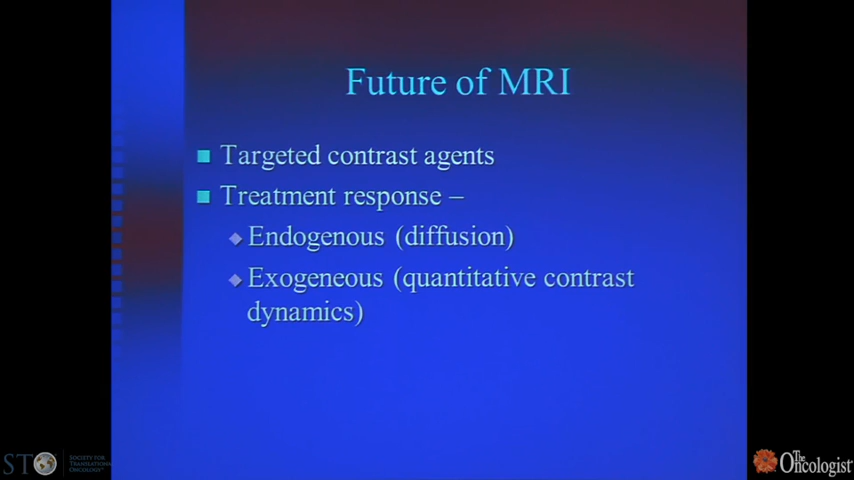 Future of MRI
Targeted contrast agents
Treatment response –
Endogenous (diffusion)
Exogeneous (quantitative contrast
dynamics)
STO
SOCIETY FOR
TRANSLATIONAL
ONCOLOGY
The
Oncologist